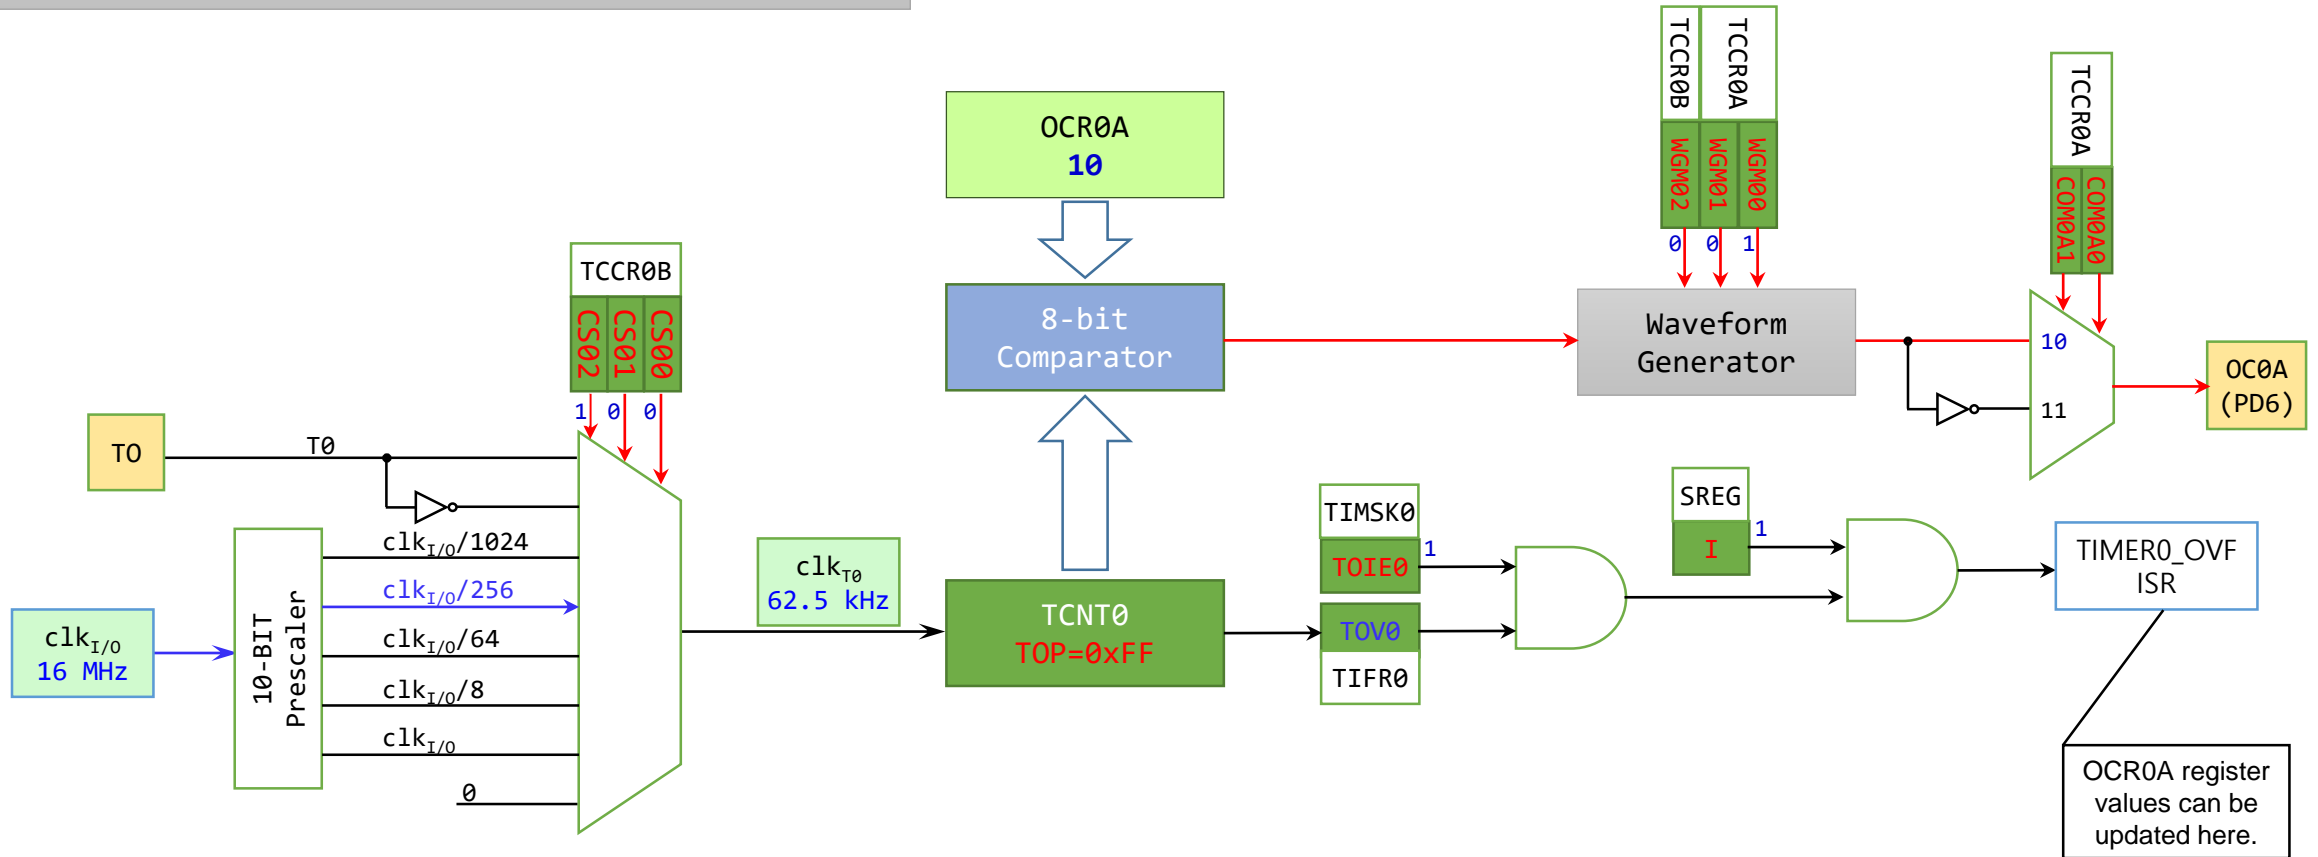 TCCR0B
TCCR0A
WGM02
WGM01
WGM00
0
0
1
TCCR0A
COM0A1
COM0A0
OCR0A
10
8-bit
Comparator
Waveform
Generator
10
11
OC0A
(PD6)
TCCR0B
CS02
CS01
CS00
1
0
0
TO
T0
clkI/O/1024
clkI/O/256
clkI/O/64
clkI/O/8
clkI/O
0
10-BIT
Prescaler
clkI/O
16 MHz
clkT0
62.5 kHz
TCNT0
TOP=0xFF
TIMSK0
TOIE0
1
TOV0
TIFR0
SREG
I
1
TIMER0_OVF
ISR
OCR0A register
values can be
updated here.